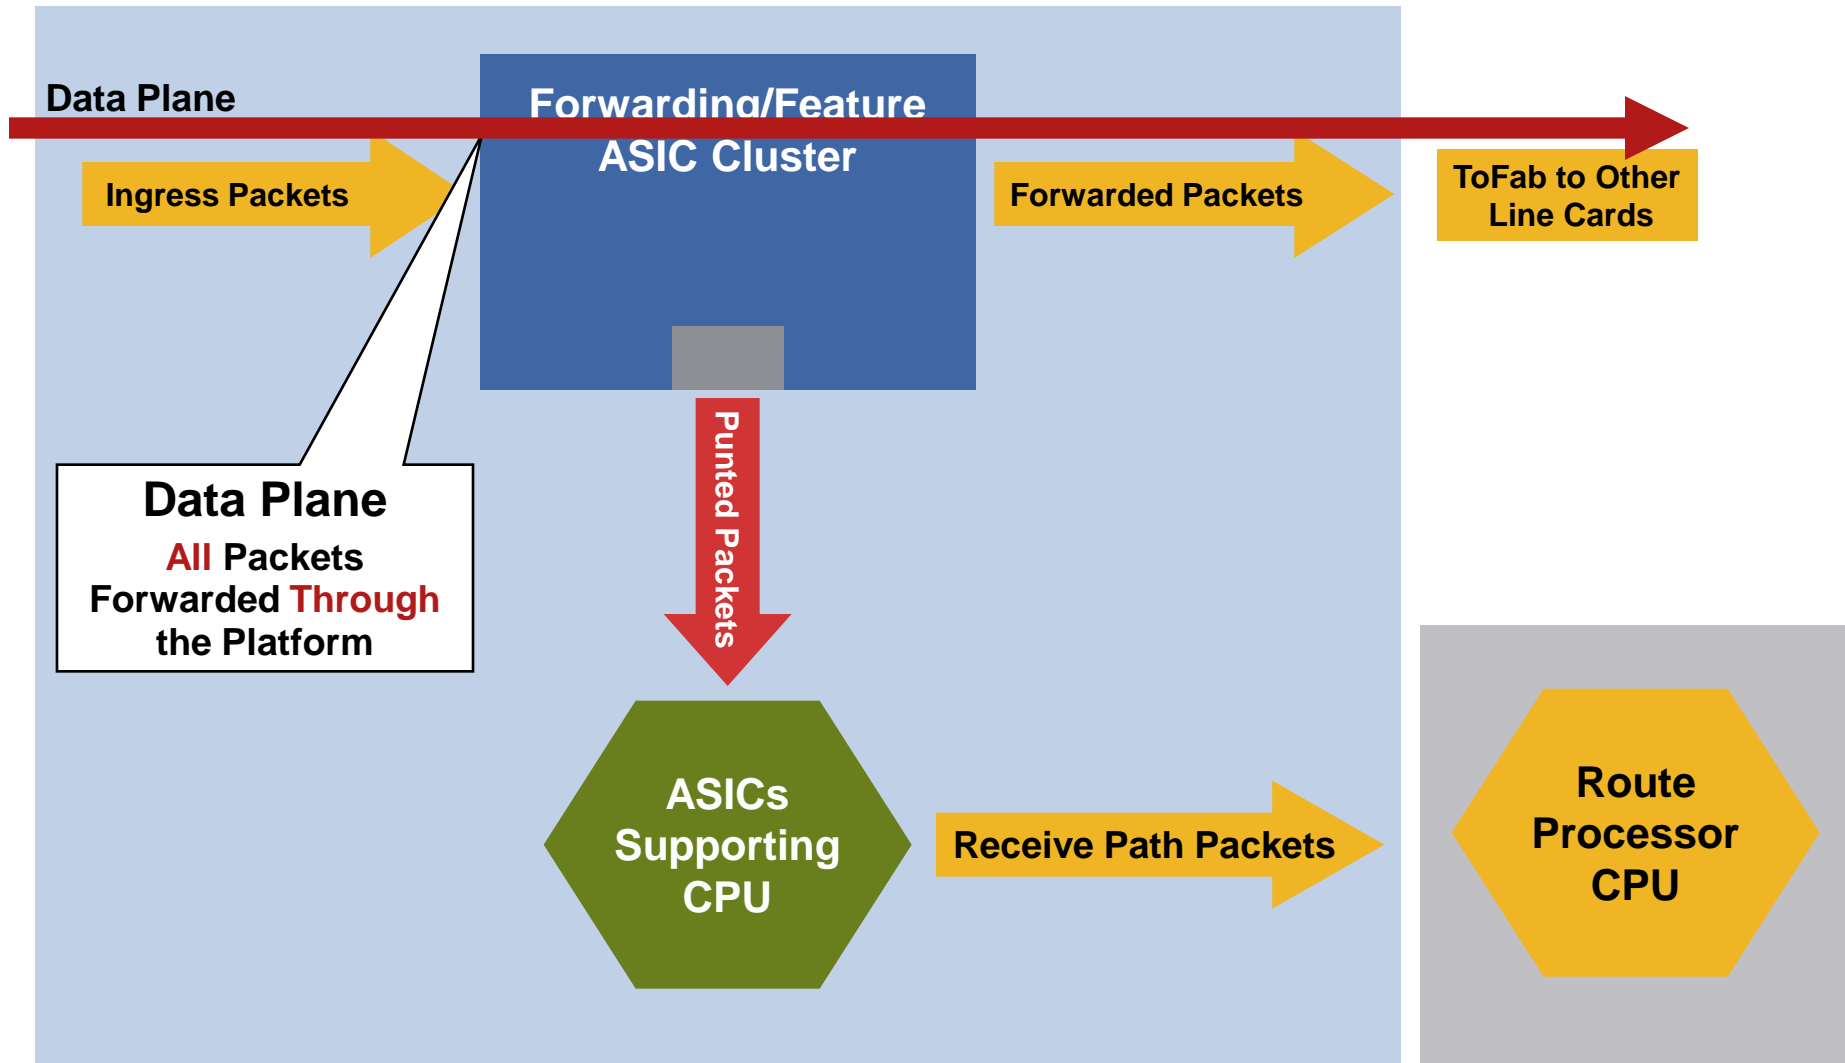 Data Plane
Forwarding/Feature
ASIC Cluster
Ingress Packets
Forwarded Packets
ToFab to Other
Line Cards
Punted Packets
Data Plane
All Packets
Forwarded Through
the Platform
ASICs
Supporting
CPU
Receive Path Packets
Route
Processor
CPU